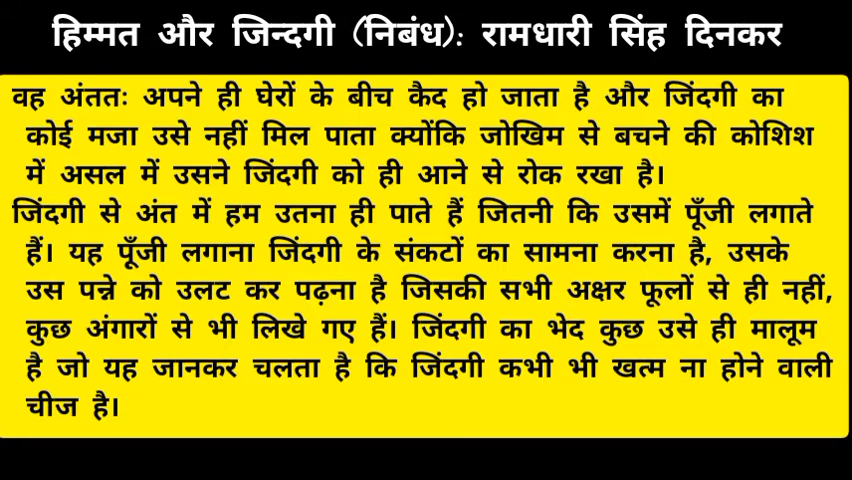 हिम्मत और जिन्दगी (निबंध): रामधारी सिंह दिनकर
वह अंततः अपने ही घेरों के बीच कैद हो जाता है और जिंदगी का
कोई मजा उसे नहीं मिल पाता क्योंकि जोखिम से बचने की कोशिश
में असल में उसने जिंदगी को ही आने से रोक रखा है।
जिंदगी से अंत में हम उतना ही पाते हैं जितनी कि उसमें पूँजी लगाते
हैं। यह पूँजी लगाना जिंदगी के संकटों का सामना करना है, उसके
उस पन्ने को उलट कर पढ़ना है जिसकी सभी अक्षर फूलों से ही नहीं,
कुछ अंगारों से भी लिखे गए हैं। जिंदगी का भेद कुछ उसे ही मालूम
है जो यह जानकर चलता है कि जिंदगी कभी भी खत्म ना होने वाली
चीज है।